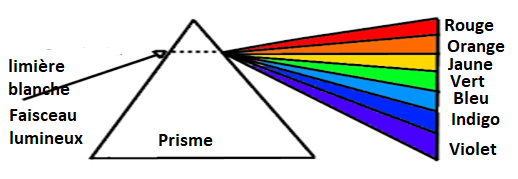 limière
blanche
Faisceau
lumineux
Prisme
Rouge
Orange
Jaune
Vert
Bleu
Indigo
Violet